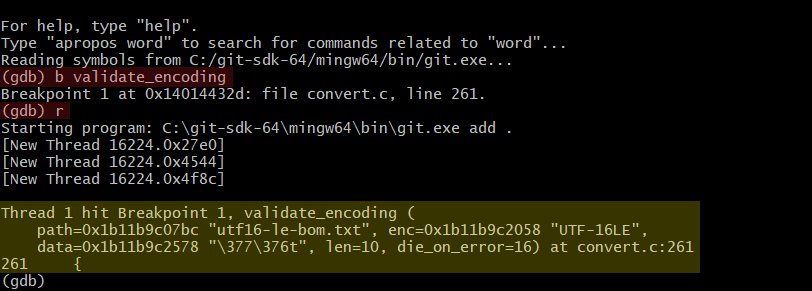 For help, type "help".
Type "apropos word" to search for commands related to "word"...
Reading symbols from C:/git-sdk-64/mingw64/bin/git.exe...
(gdb) b validate_encoding
Breakpoint 1 at 0x14014432d: file convert.c, line 261.
(gdb) r
Starting program: C:\git-sdk-64\mingw64\bin\git.exe add .
[New Thread 16224.0x27e0]
[New Thread 16224.0x4544]
[New Thread 16224.0x4f8c]
Thread 1 hit Breakpoint 1, validate_encoding (
path=0x1b11b9c07bc "utf16-le-bom.txt", enc=0x1b11b9c2058 "UTF-16LE",
data=0x1b11b9c2578 "\377\376t", len=10, die_on_error=16) at convert.c:261
261 {
(gdb)